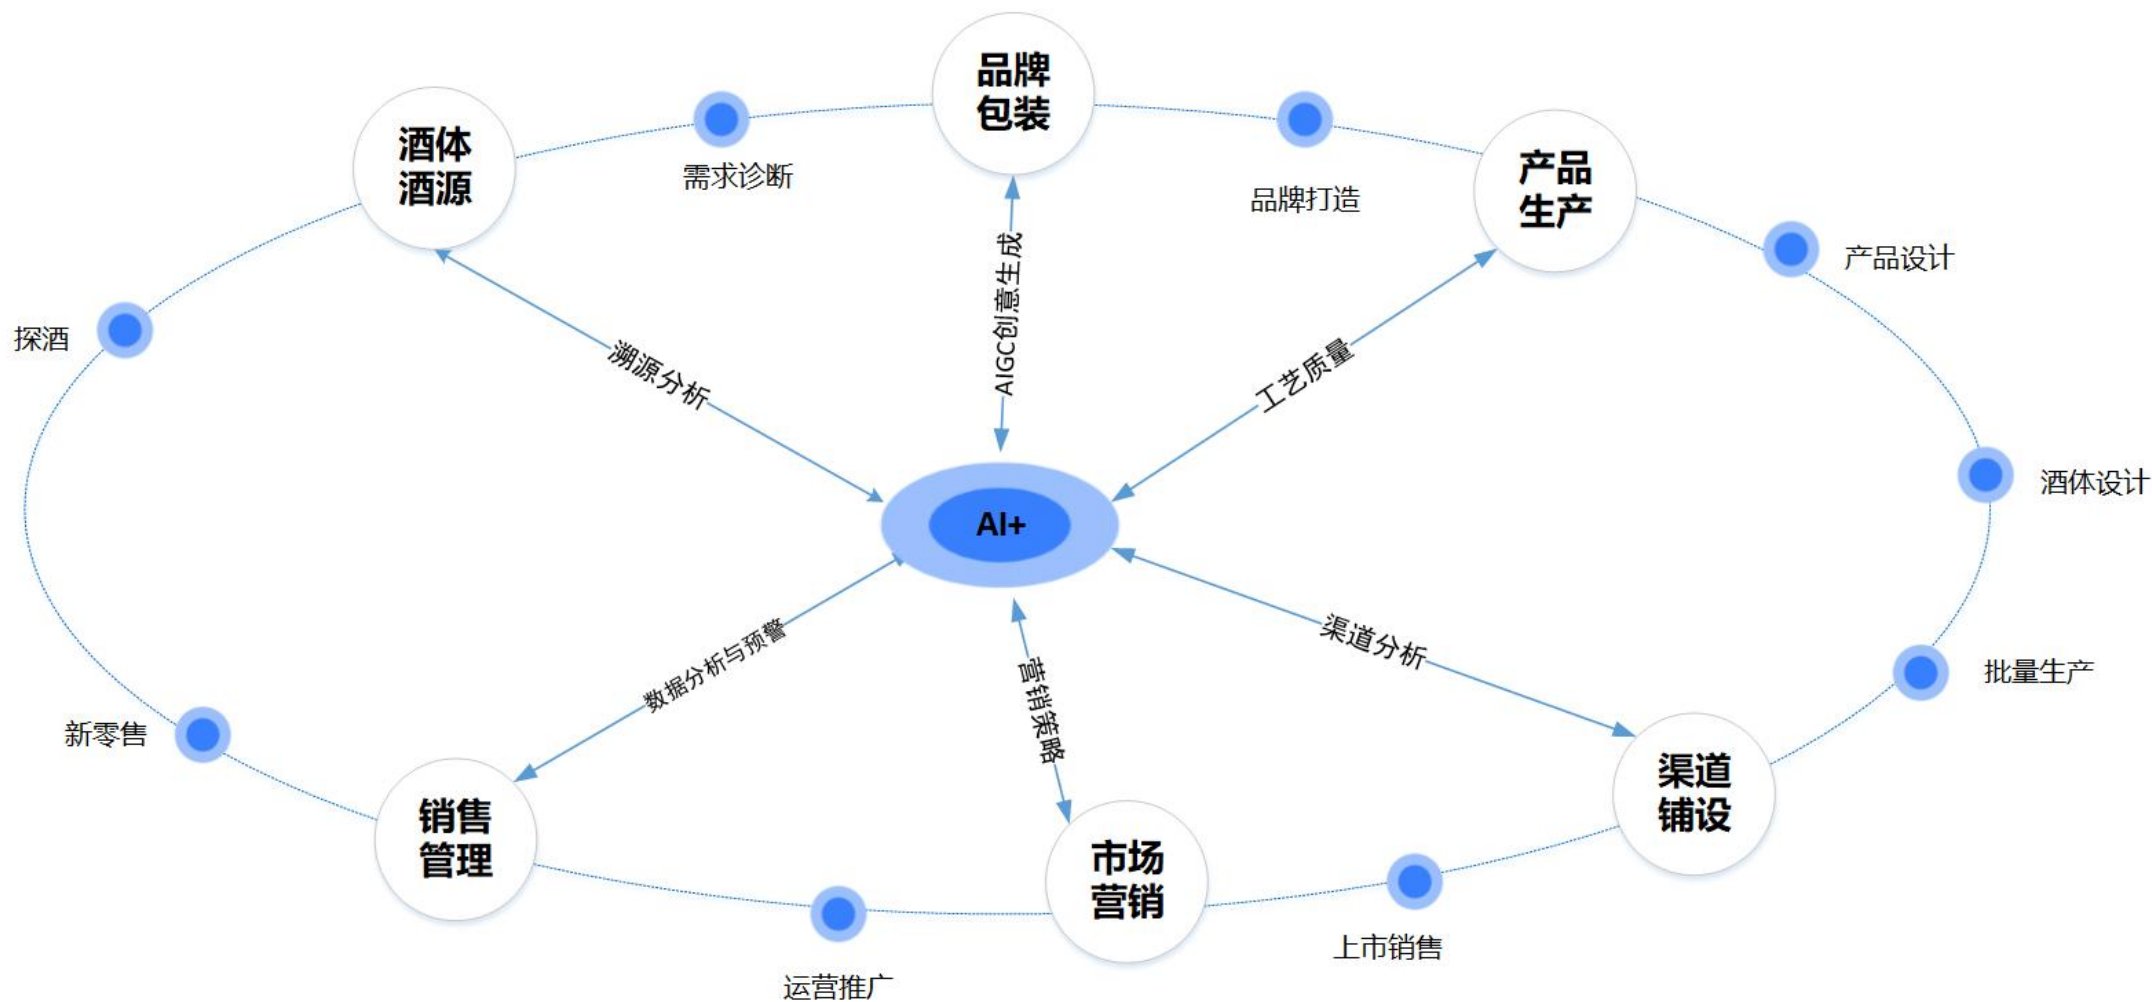 品牌
包装
酒体
酒源
需求诊断
品牌打造
产品
生产
产品设计
探酒
AIGC创意生成
溯源分析
工艺质量
AI+
酒体设计
数据分析与预警
营销策略
渠道分析
批量生产
新零售
销售
管理
市场
营销
渠道
铺设
上市销售
运营推广